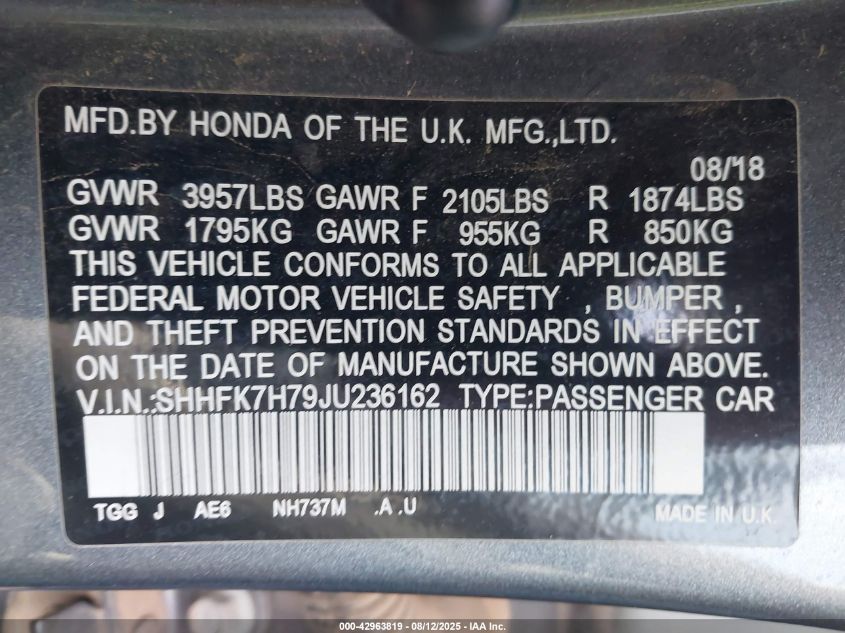 MFD.BY HONDA OF THE U.K. MFG.,LTD.
08/18
GVWR 3957LBS GAWR F 2105LBS R 1874LBS
GVWR 1795KG GAWR F 955KG R 850KG
THIS VEHICLE CONFORMS TO ALL APPLICABLE
FEDERAL MOTOR VEHICLE SAFETY , BUMPER ,
AND THEFT PREVENTION STANDARDS IN EFFECT
ON THE DATE OF MANUFACTURE SHOWN ABOVE.
V.I.N.:SHHFK7H79JU236162 TYPE:PASSENGER CAR
TGG J AE6 NH737M .A .U MADE IN U.K.
000-42963819 - 08/12/2025 - IAA Inc.